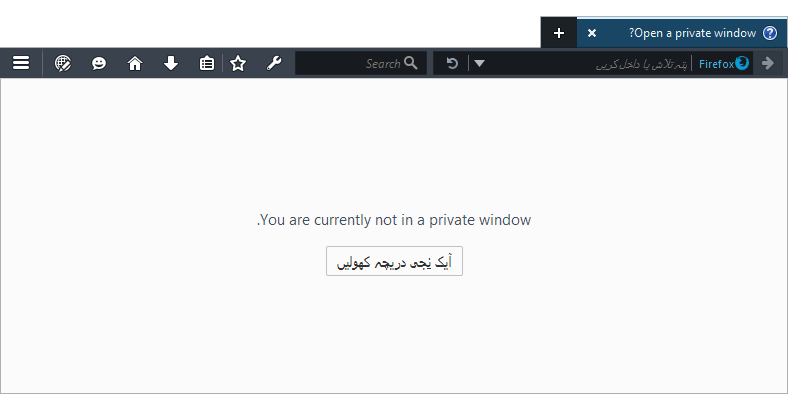 ?Open a private window
Firefox
پتہ تلاش یا داخل کریں
Search
.You are currently not in a private window
ایک نجی دریچہ کھولیں